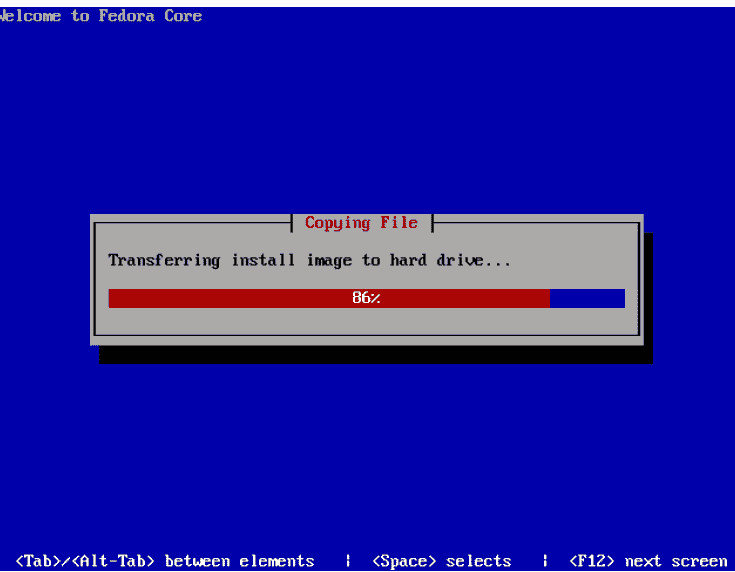 Welcome to Fedora Core
Copying File
Transferring install image to hard drive...
86%
<Tab>/<Alt-Tab> between elements | <Space> selects | <F12> next screen